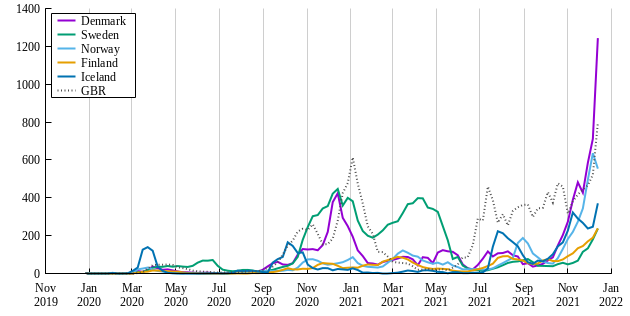 1400
1200
1000
800
600
400
200
0
Denmark
Sweden
Norway
Finland
Iceland
GBR
Nov Jan Mar May Jul Sep Nov Jan Mar May Jul Sep Nov Jan
2019 2020 2020 2020 2020 2020 2020 2021 2021 2021 2021 2021 2021 2022